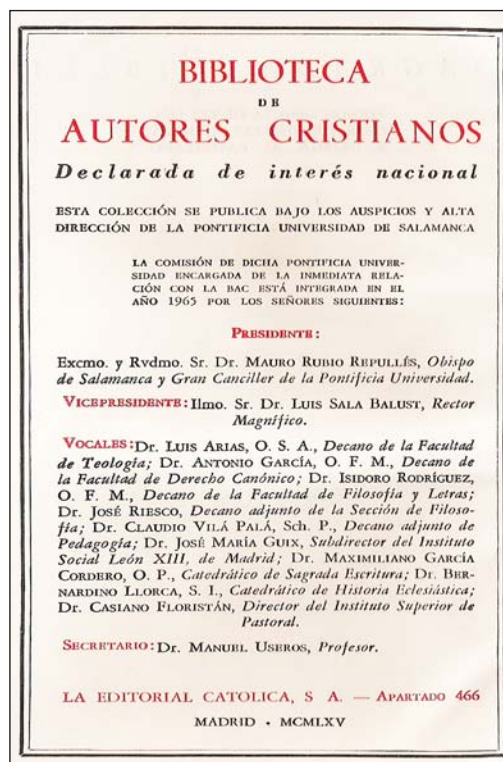 BIBLIOTECA
DE
AUTORES CRISTIANOS
Declarada de interés nacional
ESTA COLECCIÓN SE PUBLICA BAJO LOS AUSPICIOS Y ALTA
DIRECCIÓN DE LA PONTIFICIA UNIVERSIDAD DE SALAMANCA
LA COMISIÓN DE DICHA PONTIFICIA UNIVER-
SIDAD ENCARGADA DE LA INMEDIATA RELA-
CIÓN CON LA BAC ESTÁ INTEGRADA EN EL
AÑO 1965 POR LOS SEÑORES SIGUIENTES:
PRESIDENTE:
Excmo. y Rvdmo. Sr. Dr. MAURO RUBIO REPULLÉS, Obispo
de Salamanca y Gran Canciller de la Pontificia Universidad.
VICEPRESIDENTE: Ilmo. Sr. Dr. LUIS SALA BALUST, Rector
Magnífico.
VOCALES: Dr. LUIS ARIAS, O. S. A., Decano de la Facultad
de Teología; Dr. ANTONIO GARCÍA, O. F. M., Decano de
la Facultad de Derecho Canónico; Dr. ISIDORO RODRÍGUEZ,
O. F. M., Decano de la Facultad de Filosofía y Letras;
Dr. JOSÉ RIESCO, Decano adjunto de la Sección de Filoso-
fía; Dr. CLAUDIO VILÁ PALÁ, Sch. P., Decano adjunto de
Pedagogía; Dr. JOSÉ MARÍA GUIX, Subdirector del Instituto
Social León XIII, de Madrid; Dr. MAXIMILIANO GARCÍA
CORDERO, O. P., Catedrático de Sagrada Escritura; Dr. BER-
NARDINO LLORCA, S. I., Catedrático de Historia Eclesiástica;
Dr. CASIANO FLORISTÁN, Director del Instituto Superior de
Pastoral.
SECRETARIO: Dr. MANUEL USEROS, Profesor.
LA EDITORIAL CATOLICA, S A. — APARTADO 466
MADRID • MCMLXV